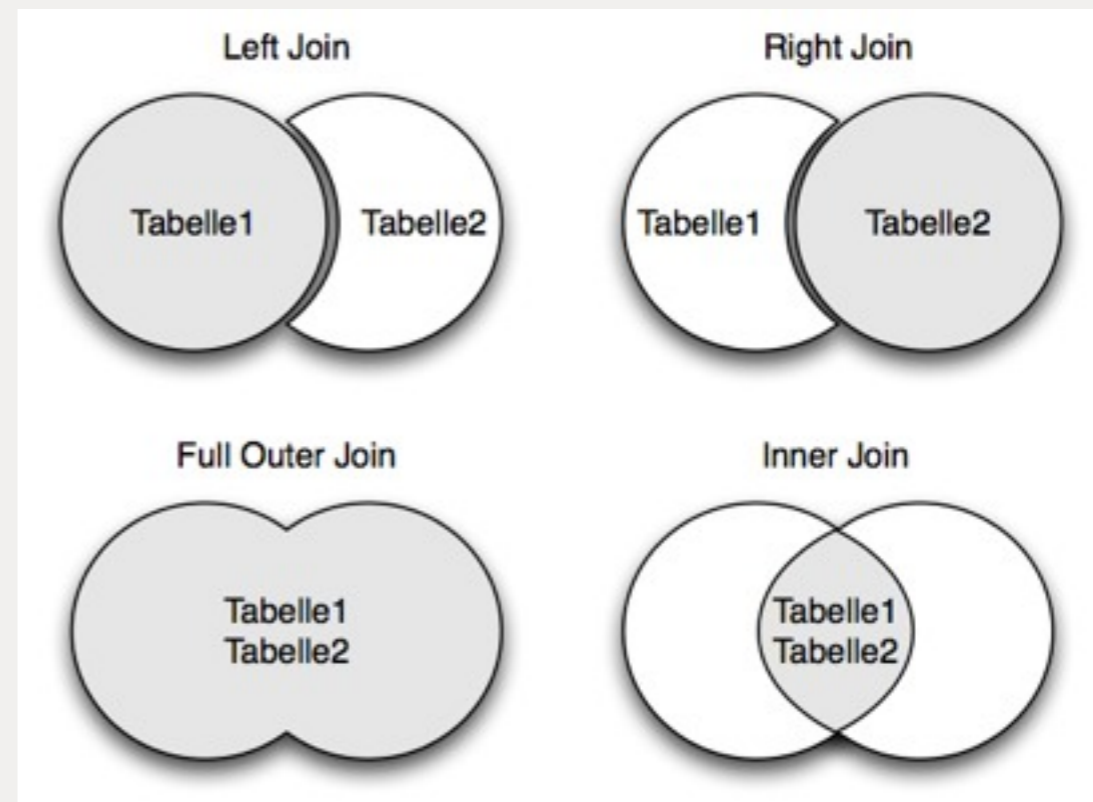 Left Join
Right Join
Tabelle1
Tabelle2
Tabelle1
Tabelle2
Full Outer Join
Inner Join
Tabelle1
Tabelle2
Tabelle1
Tabelle2